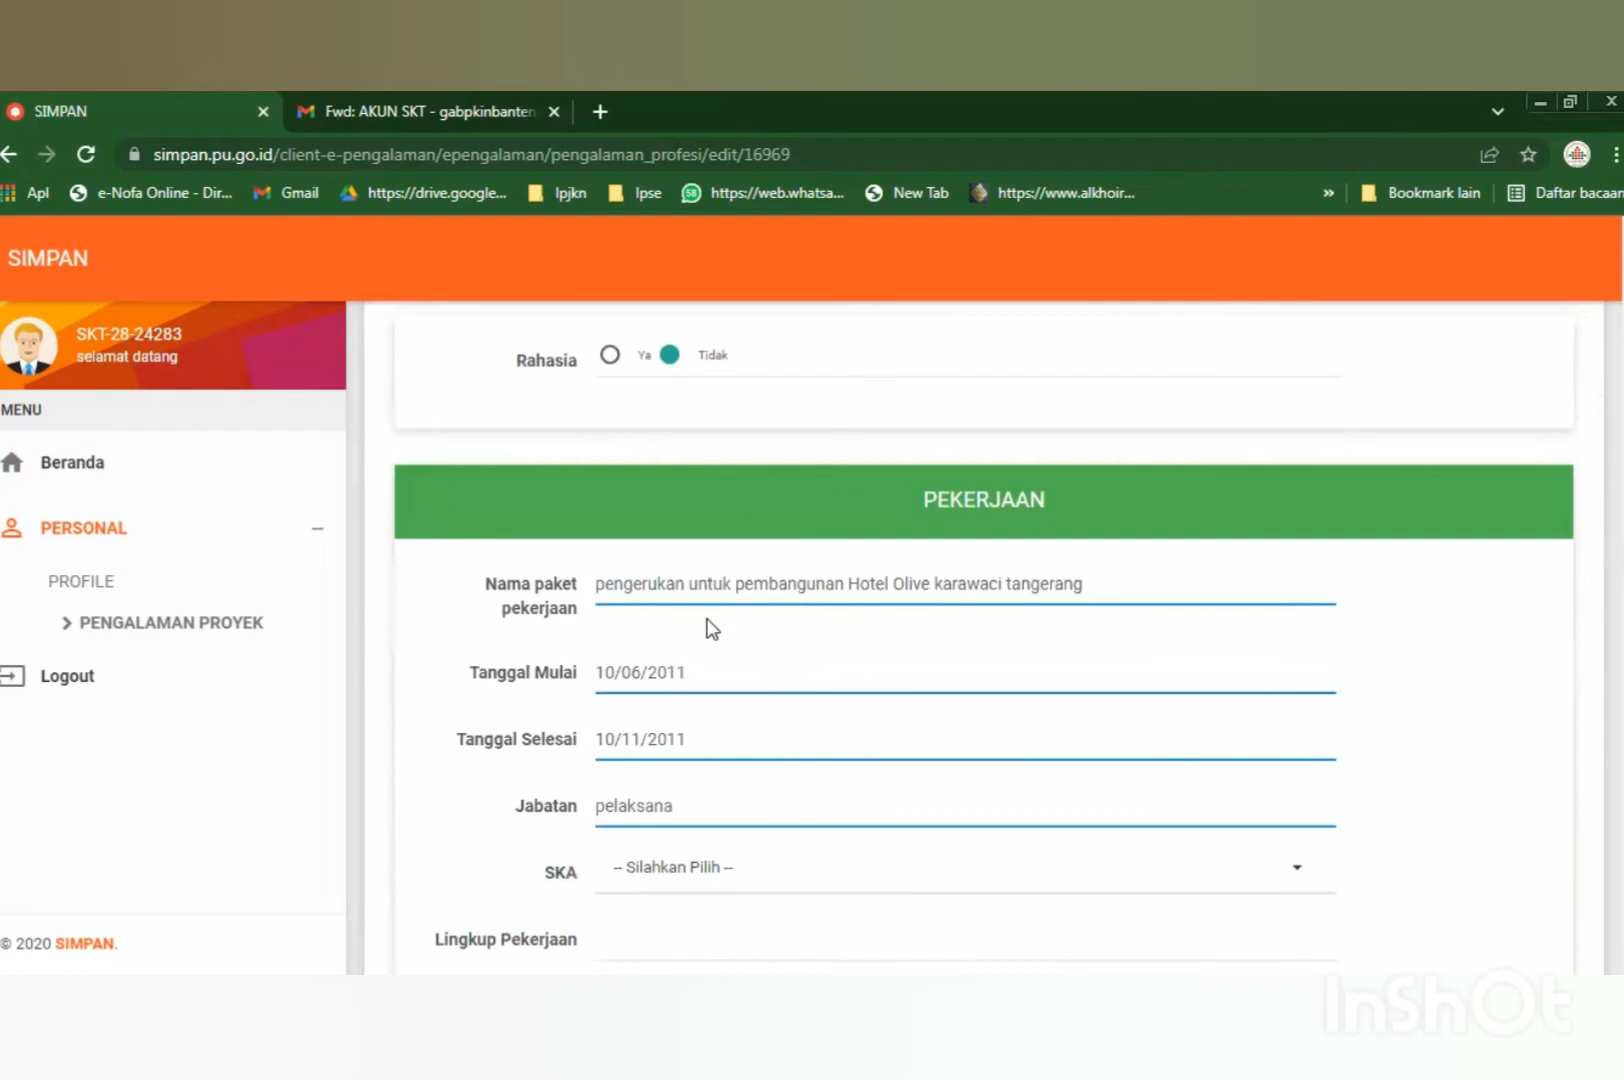 SIMPAN
Fwd: AKUN SKT - gabpkinbanten
simpan.pu.go.id/client-e-pengalaman/epengalaman/pengalaman_profesi/edit/16969
Apl
e-Nofa Online - Dir...
Gmail
https://drive.google...
lpjkn
lpse
58
https://web.whatsa...
New Tab
https://www.alkhoir...
»
Bookmark lain
Daftar bacaan
SIMPAN
SKT-28-24283
selamat datang
MENU
Beranda
PERSONAL
PROFILE
PENGALAMAN PROYEK
Logout
© 2020 SIMPAN.
Rahasia
Ya
Tidak
PEKERJAAN
Nama paket
pekerjaan
pengerukan untuk pembangunan Hotel Olive karawaci tangerang
Tanggal Mulai
10/06/2011
Tanggal Selesai
10/11/2011
Jabatan
pelaksana
SKA
-- Silahkan Pilih --
Lingkup Pekerjaan
InShOt